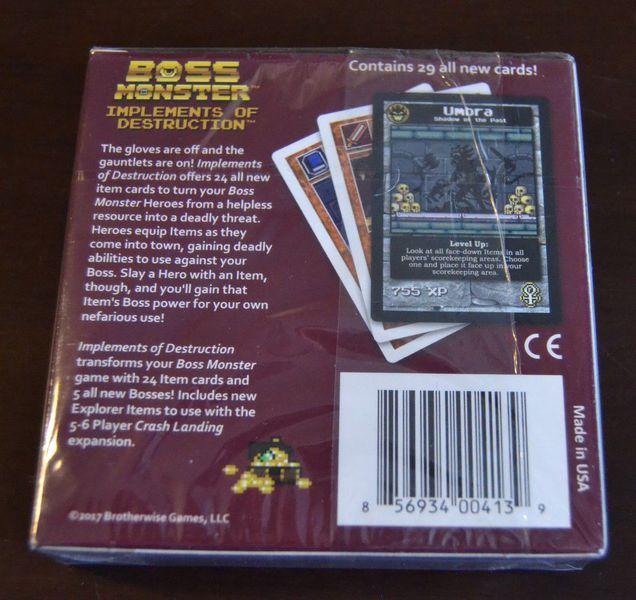 BOSS
MONSTER™
IMPLEMENTS OF
DESTRUCTION™
Contains 29 all new cards!
The gloves are off and the
gauntlets are on! Implements
of Destruction offers 24 all new
item cards to turn your Boss
Monster Heroes from a helpless
resource into a deadly threat.
Heroes equip Items as they
come into town, gaining deadly
abilities to use against your
Boss. Slay a Hero with an Item,
though, and you'll gain that
Item's Boss power for your own
nefarious use!
Implements of Destruction
transforms your Boss Monster
game with 24 Item cards and
5 all new Bosses! Includes new
Explorer Items to use with the
5-6 Player Crash Landing
expansion.
©2017 Brotherwise Games, LLC
Umbra
Shadow of the Past
Level Up:
Look at all face-down Items in all
players' scorekeeping areas. Choose
one and place it face up in your
scorekeeping area.
755 XP
CE
8 56934 00413 9
Made in USA